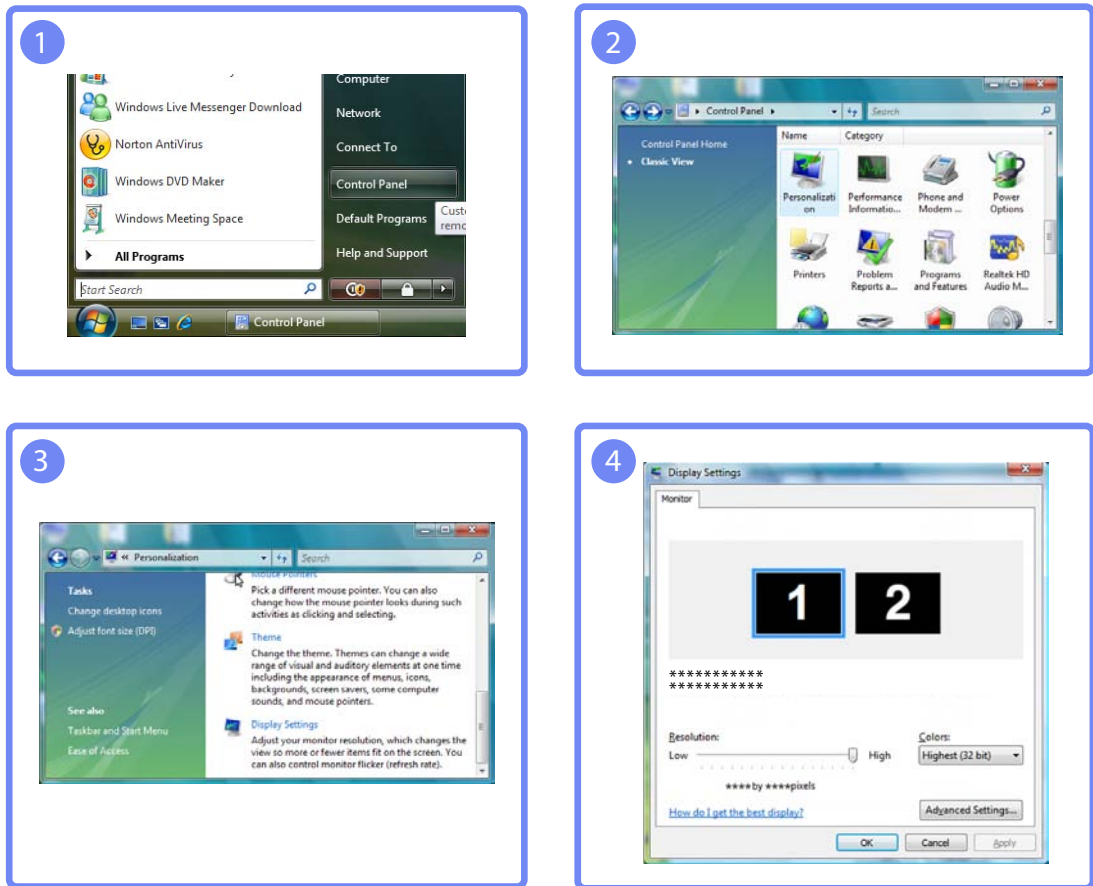 1
Computer
Windows Live Messenger Download
Network
Norton AntiVirus
Connect To
Windows DVD Maker
Control Panel
Windows Meeting Space
Default Programs
Custo
remo
All Programs
Help and Support
Start Search
Control Panel
2
Control Panel
Search
Control Panel Home
Classic View
Name Category
Personalizati
on
Performance
Informatio...
Phone and
Modem ...
Power
Options
Printers
Problem
Reports a...
Programs
and Features
Realtek HD
Audio M...
3
« Personalization
Search
Tasks
Change desktop icons
Adjust font size (DPI)
See also
Taskbar and Start Menu
Ease of Access
Mouse Pointers
Pick a different mouse pointer. You can also
change how the mouse pointer looks during such
activities as clicking and selecting.
Theme
Change the theme. Themes can change a wide
range of visual and auditory elements at one time
including the appearance of menus, icons,
backgrounds, screen savers, some computer
sounds, and mouse pointers.
Display Settings
Adjust your monitor resolution, which changes the
view so more or fewer items fit on the screen. You
can also control monitor flicker (refresh rate).
4
Display Settings
Monitor
1 2
***********
***********
Resolution:
Low High
****by ****pixels
Colors:
Highest (32 bit)
How do I get the best display?
Advanced Settings...
OK Cancel Apply